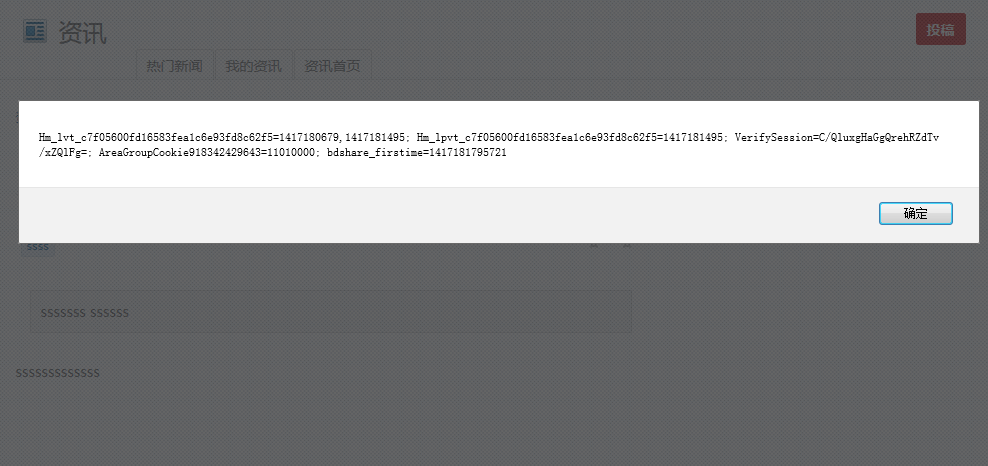 资讯
投稿
热门新闻 我的资讯 资讯首页
Hm_lvt_c7f05600fd16583fea1c6e93fd8c62f5=1417180679,1417181495; Hm_lpvt_c7f05600fd16583fea1c6e93fd8c62f5=1417181495; VerifySession=C/QluxgHaGgQrehRZdTv
/xZQlFg=; AreaGroupCookie918342429643=11010000; bdshare_firstime=1417181795721
确定
ssss
sssssss ssssss
sssssssssssss